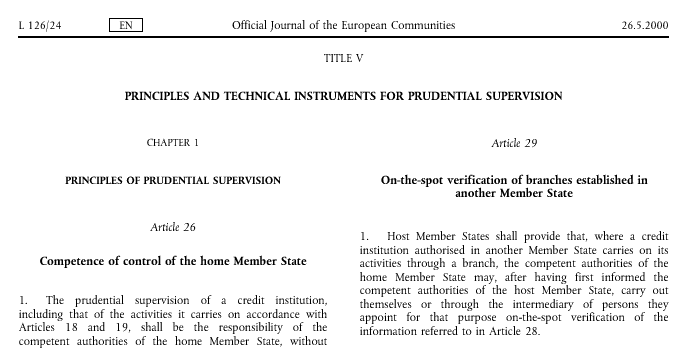 L 126/24 EN Official Journal of the European Communities 26.5.2000
TITLE V
PRINCIPLES AND TECHNICAL INSTRUMENTS FOR PRUDENTIAL SUPERVISION
CHAPTER 1
PRINCIPLES OF PRUDENTIAL SUPERVISION
Article 26
Competence of control of the home Member State
1. The prudential supervision of a credit institution,
including that of the activities it carries on accordance with
Articles 18 and 19, shall be the responsibility of the
competent authorities of the home Member State, without
Article 29
On-the-spot verification of branches established in
another Member State
1. Host Member States shall provide that, where a credit
institution authorised in another Member State carries on its
activities through a branch, the competent authorities of the
home Member State may, after having first informed the
competent authorities of the host Member State, carry out
themselves or through the intermediary of persons they
appoint for that purpose on-the-spot verification of the
information referred to in Article 28.